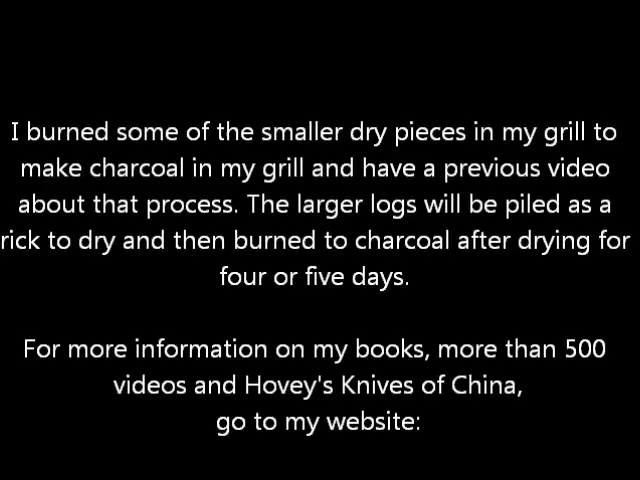 I burned some of the smaller dry pieces in my grill to
make charcoal in my grill and have a previous video
about that process. The larger logs will be piled as a
rick to dry and then burned to charcoal after drying for
four or five days.
For more information on my books, more than 500
videos and Hovey's Knives of China,
go to my website: